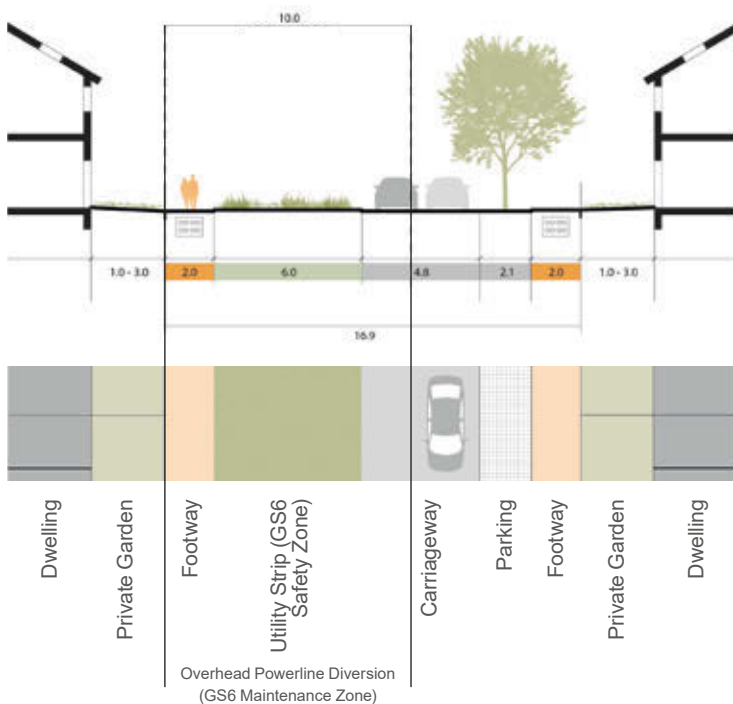 10.0
1.0 - 3.0
2.0
6.0
4.8
2.1
2.0
1.0 - 3.0
16.9
Dwelling
Private Garden
Footway
Utility Strip (GS6
Safety Zone)
Carriageway
Parking
Footway
Private Garden
Dwelling
Overhead Powerline Diversion
(GS6 Maintenance Zone)